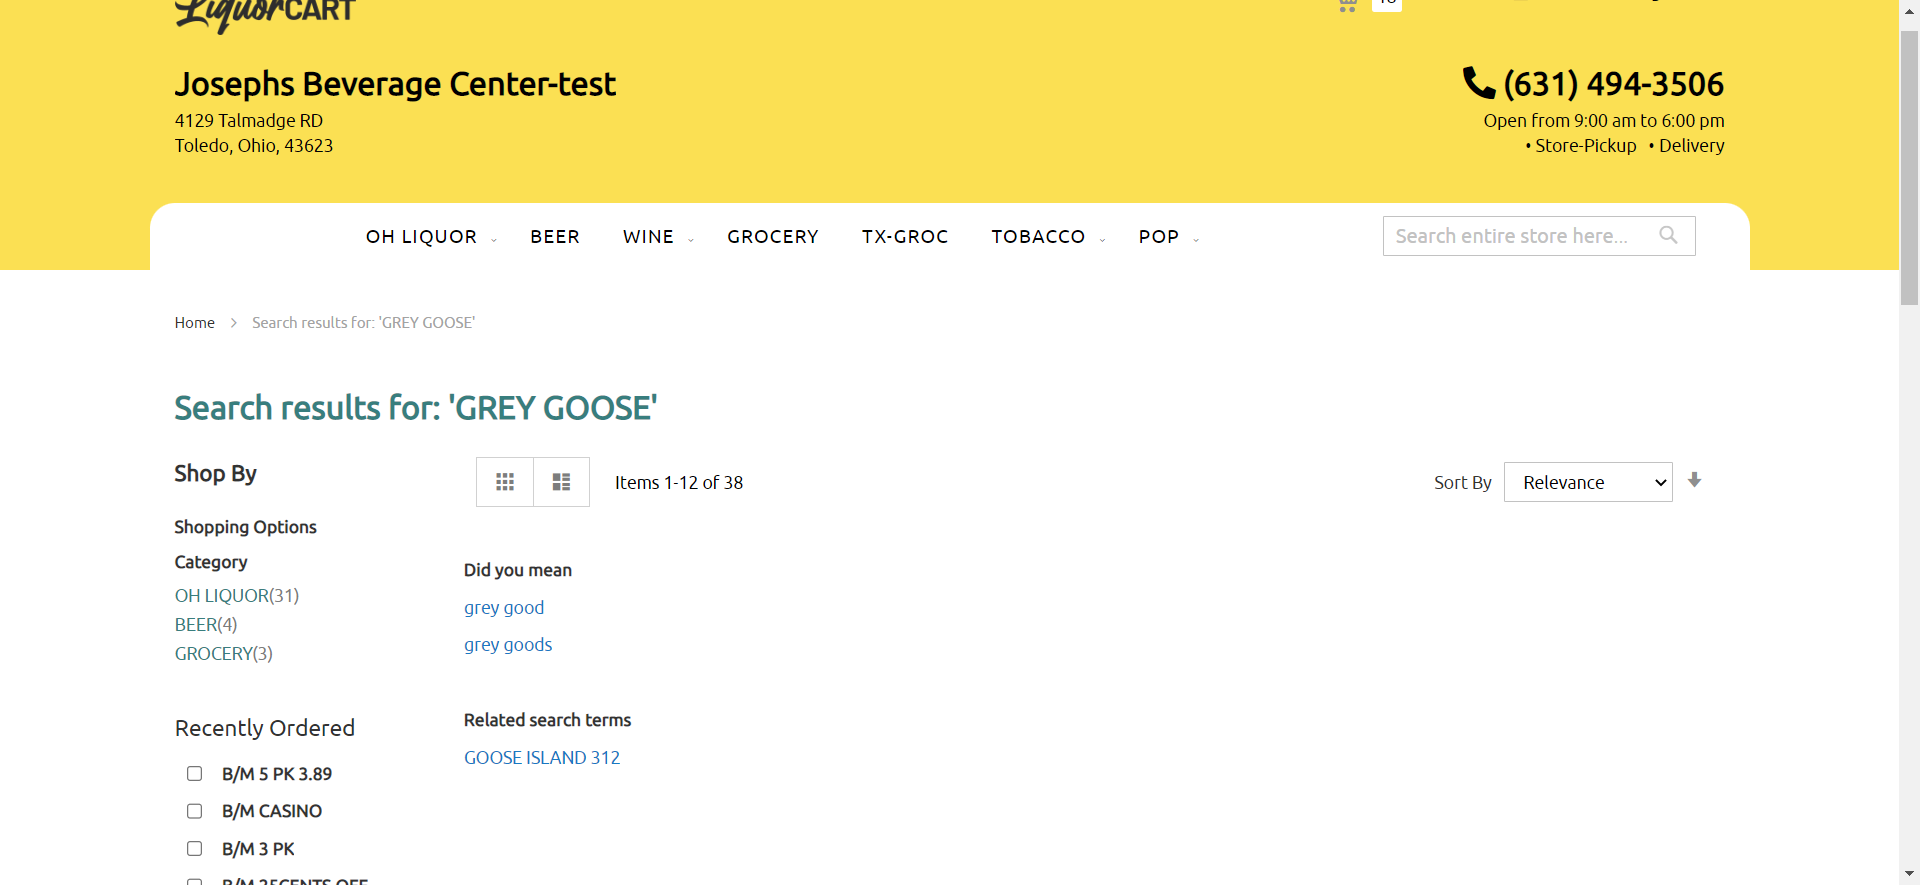 LiquorCART
Josephs Beverage Center-test
4129 Talmadge RD
Toledo, Ohio, 43623
(631) 494-3506
Open from 9:00 am to 6:00 pm
• Store-Pickup • Delivery
OH LIQUOR BEER WINE GROCERY TX-GROC TOBACCO POP
Search entire store here...
Home > Search results for: 'GREY GOOSE'
Search results for: 'GREY GOOSE'
Shop By
Items 1-12 of 38
Sort By Relevance
Shopping Options
Category
OH LIQUOR(31)
BEER(4)
GROCERY(3)
Did you mean
grey good
grey goods
Related search terms
GOOSE ISLAND 312
Recently Ordered
B/M 5 PK 3.89
B/M CASINO
B/M 3 PK
B/M 25CENTS OFF